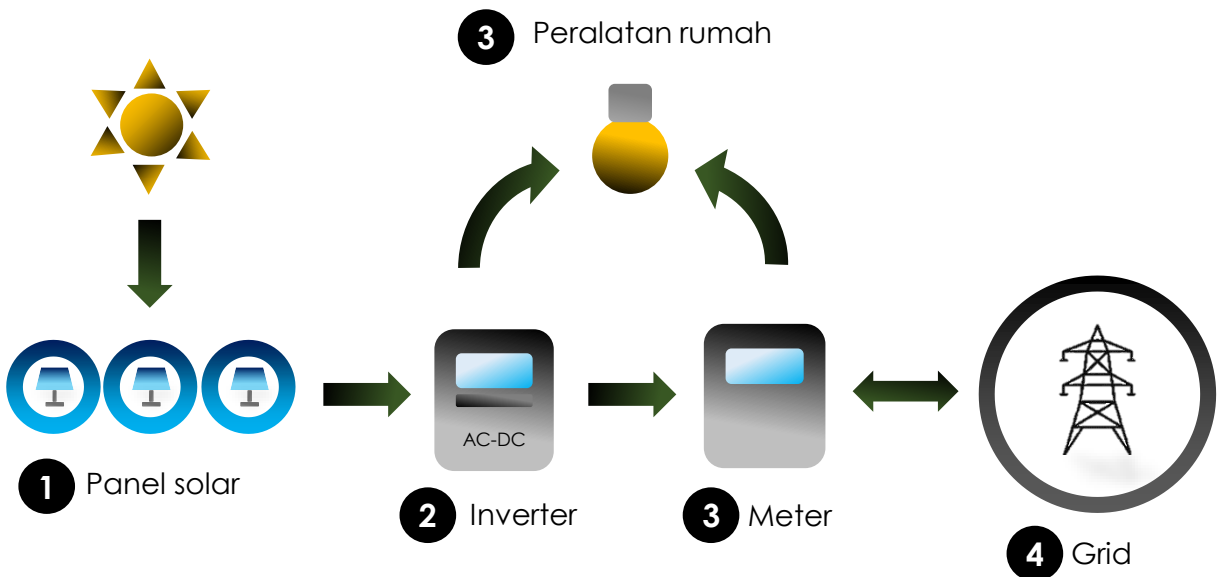 3 Peralatan rumah
AC-DC
1 Panel solar
2 Inverter
3 Meter
4 Grid